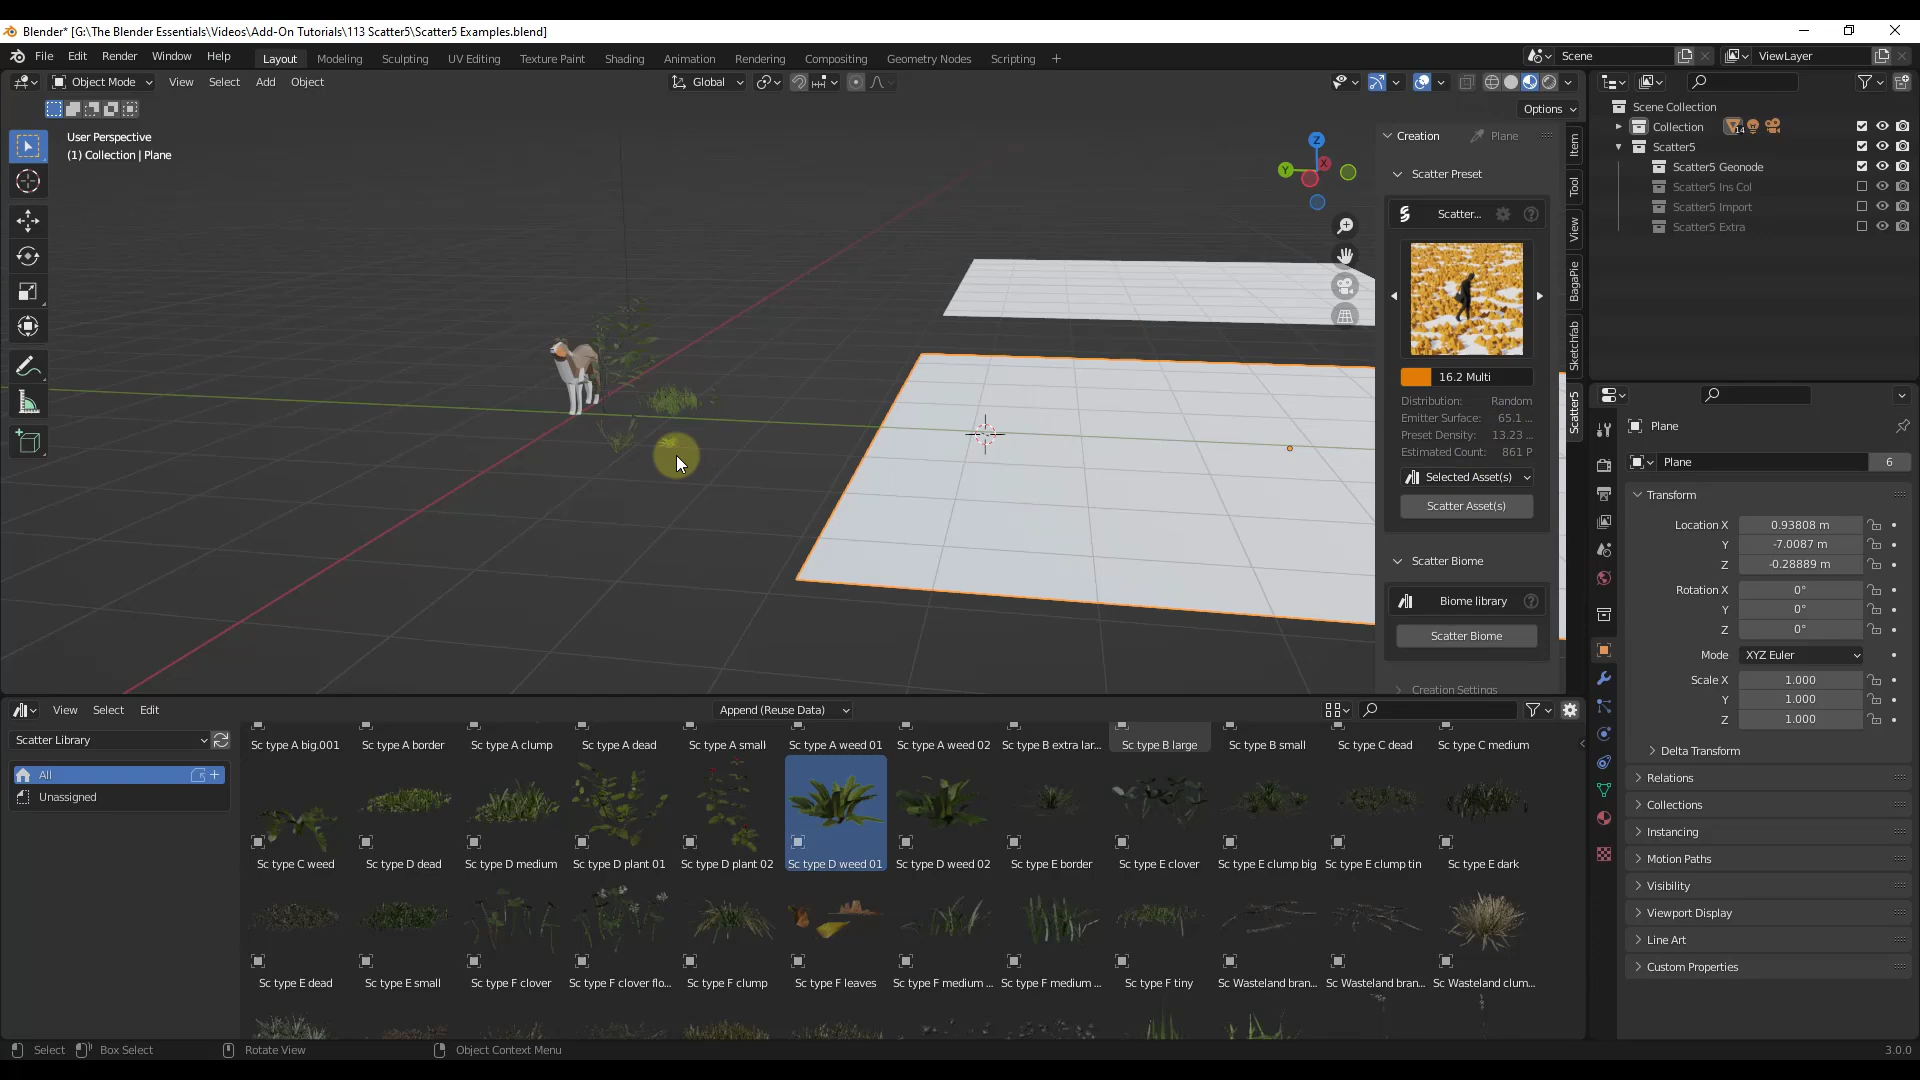 Blender* [G:\The Blender Essentials\Videos\Add-On Tutorials\113 Scatter5\Scatter5 Examples.blend]
File Edit Render Window Help Layout Modeling Sculpting UV Editing Texture Paint Shading Animation Rendering Compositing Geometry Nodes Scripting +
Scene
ViewLayer
Object Mode View Select Add Object
Global
Options
User Perspective
(1) Collection | Plane
Z
Y
X
Creation
Plane
Scatter Preset
Scatter...
16.2 Multi
Distribution: Random
Emitter Surface: 65.1 ...
Preset Density: 13.23 ...
Estimated Count: 861 P
Selected Asset(s)
Scatter Asset(s)
Scatter Biome
Biome library
Scatter Biome
Creation Settings
Item
Tool
View
BagaPie
Sketchfab
Scatter5
Scene Collection
Collection
14
Scatter5
Scatter5 Geonode
Scatter5 Ins Col
Scatter5 Import
Scatter5 Extra
Plane
Plane 6
Transform
Location X 0.93808 m
Y -7.0087 m
Z -0.28889 m
Rotation X 0°
Y 0°
Z 0°
Mode XYZ Euler
Scale X 1.000
Y 1.000
Z 1.000
Delta Transform
Relations
Collections
Instancing
Motion Paths
Visibility
Viewport Display
Line Art
Custom Properties
View Select Edit
Append (Reuse Data)
Scatter Library
All
Unassigned
Sc type A big.001 Sc type A border Sc type A clump Sc type A dead Sc type A small Sc type A weed 01 Sc type A weed 02 Sc type B extra lar... Sc type B large Sc type B small Sc type C dead Sc type C medium
Sc type C weed Sc type D dead Sc type D medium Sc type D plant 01 Sc type D plant 02 Sc type D weed 01 Sc type D weed 02 Sc type E border Sc type E clover Sc type E clump big Sc type E clump tin Sc type E dark
Sc type E dead Sc type E small Sc type F clover Sc type F clover flo... Sc type F clump Sc type F leaves Sc type F medium ... Sc type F medium ... Sc type F tiny Sc Wasteland bran... Sc Wasteland bran... Sc Wasteland clum...
Select Box Select Rotate View Object Context Menu
3.0.0